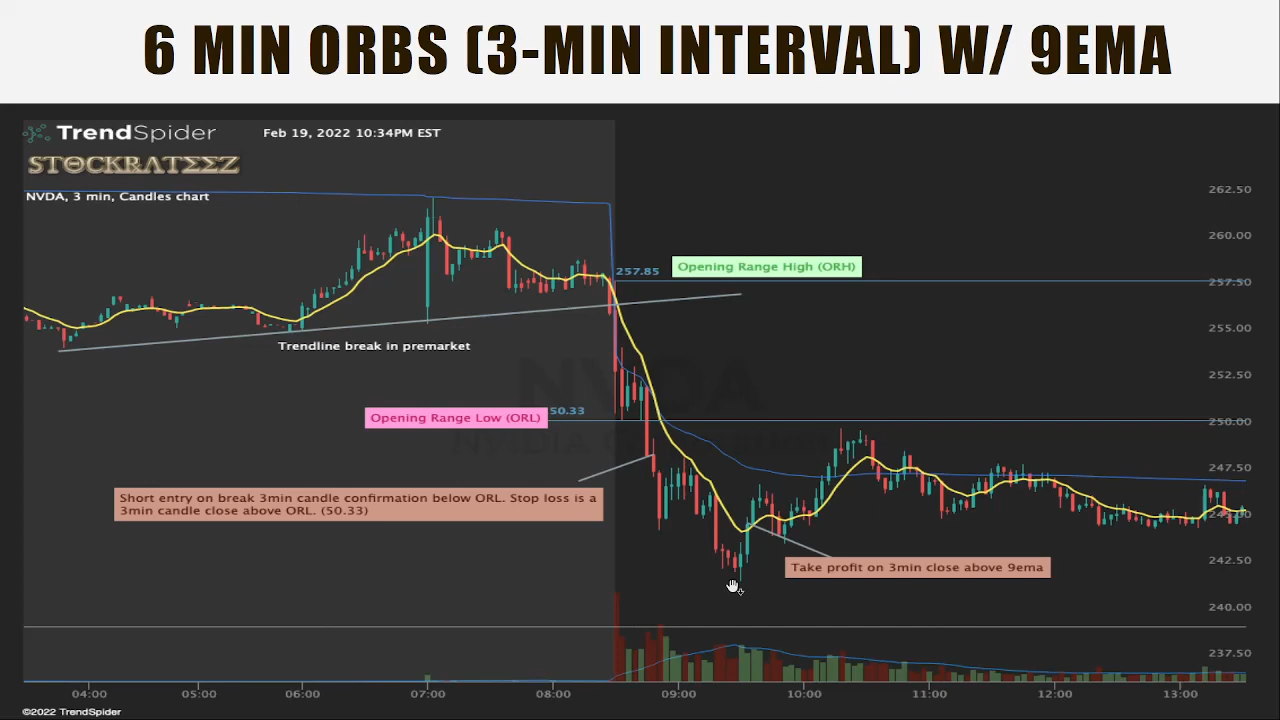 6 MIN ORBS (3-MIN INTERVAL) W/ 9EMA
TrendSpider
Feb 19, 2022 10:34PM EST
STOCKRATEEZ
NVDA, 3 min, Candles chart
262.50
260.00
257.85
Opening Range High (ORH)
257.50
255.00
Trendline break in premarket
252.50
NVDA
Opening Range Low (ORL)
50.33
250.00
247.50
Short entry on break 3min candle confirmation below ORL. Stop loss is a
3min candle close above ORL. (50.33)
245.00
242.50
Take profit on 3min close above 9ema
240.00
237.50
04:00 05:00 06:00 07:00 08:00 09:00 10:00 11:00 12:00 13:00
©2022 TrendSpider